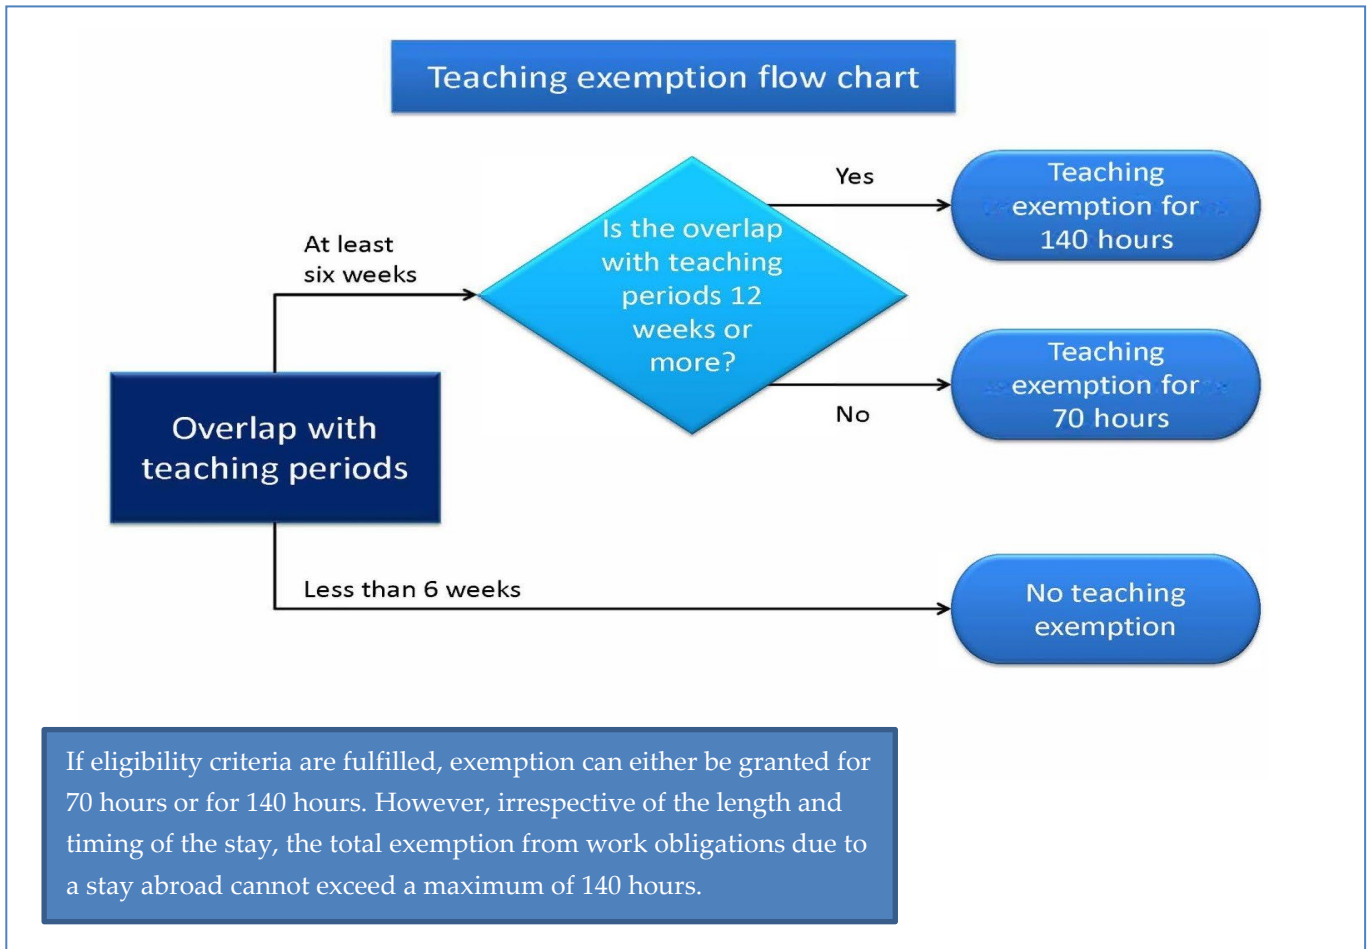 Teaching exemption flow chart
At least
six weeks
Is the overlap
with teaching
periods 12
weeks or
more?
Yes
Teaching
exemption for
140 hours
No
Teaching
exemption for
70 hours
Overlap with
teaching periods
Less than 6 weeks
No teaching
exemption
If eligibility criteria are fulfilled, exemption can either be granted for
70 hours or for 140 hours. However, irrespective of the length and
timing of the stay, the total exemption from work obligations due to
a stay abroad cannot exceed a maximum of 140 hours.